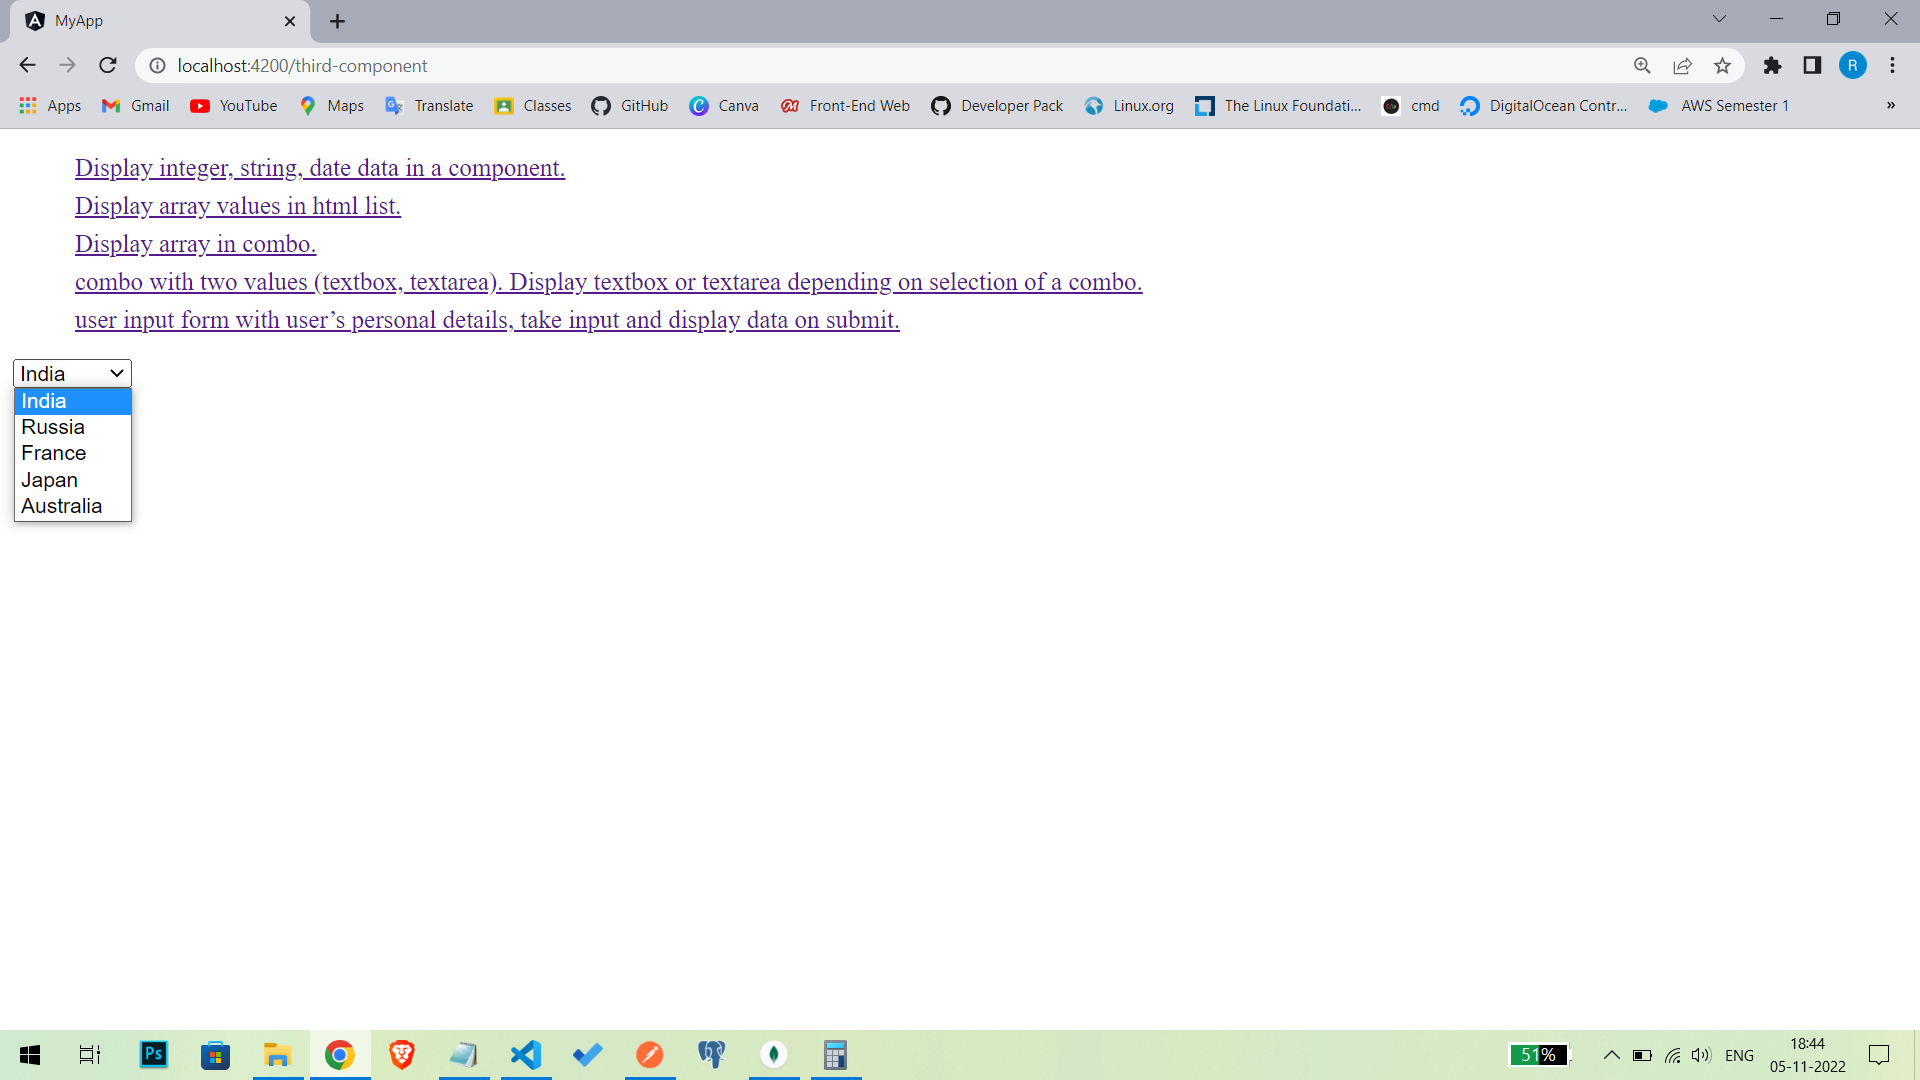 MyApp
localhost:4200/third-component
R
Apps Gmail YouTube Maps Translate Classes GitHub Canva Front-End Web Developer Pack Linux.org The Linux Foundati... cmd DigitalOcean Contr... AWS Semester 1 »
Display integer, string, date data in a component.
Display array values in html list.
Display array in combo.
combo with two values (textbox, textarea). Display textbox or textarea depending on selection of a combo.
user input form with user’s personal details, take input and display data on submit.
India
India
Russia
France
Japan
Australia
Ps
51%
ENG
18:44
05-11-2022